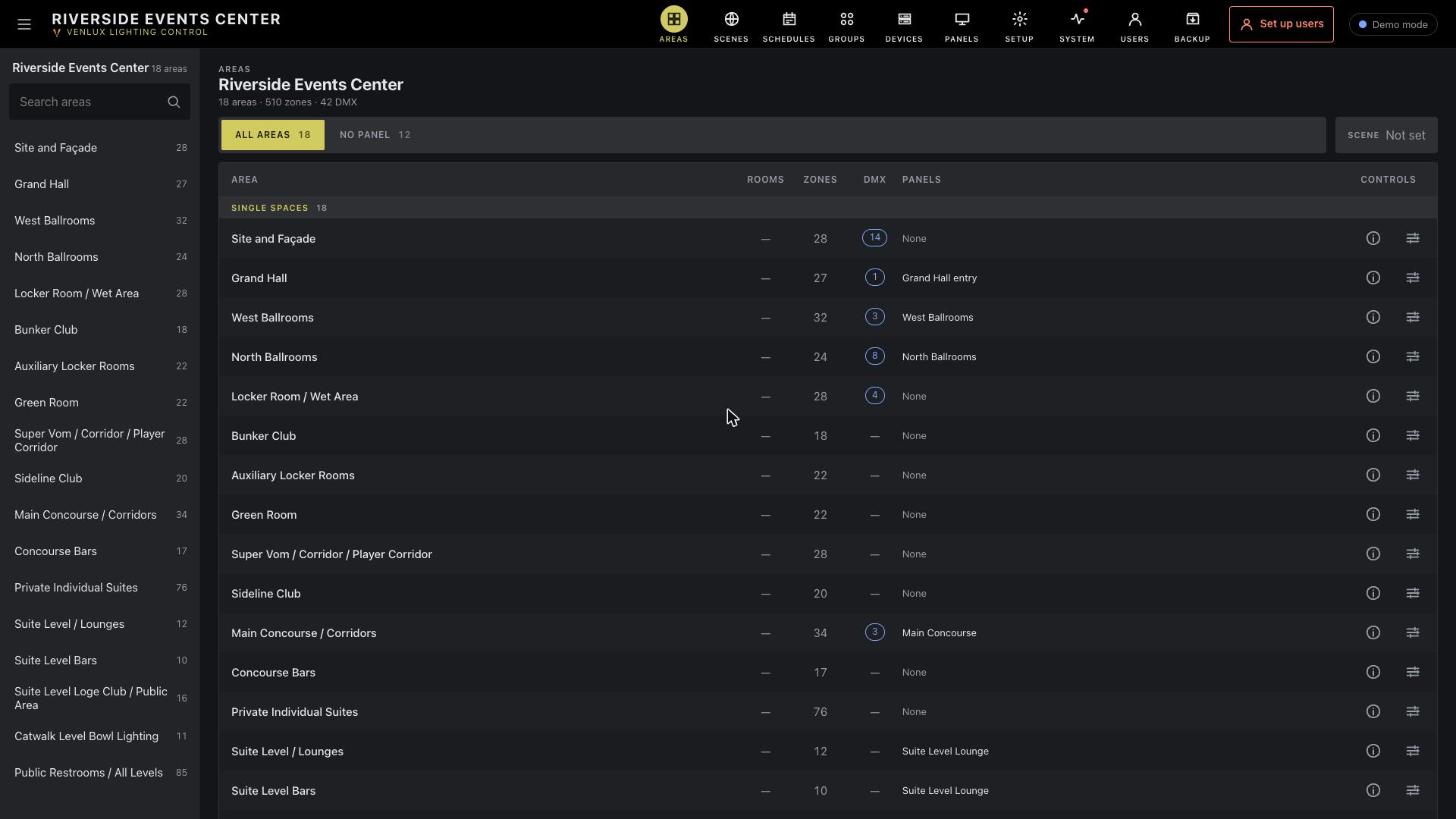 RIVERSIDE EVENTS CENTER
VENLUX LIGHTING CONTROL
AREAS
SCENES
SCHEDULES
GROUPS
DEVICES
PANELS
SETUP
SYSTEM
USERS
BACKUP
Set up users
Demo mode
Riverside Events Center 18 areas
Search areas
Site and Façade 28
Grand Hall 27
West Ballrooms 32
North Ballrooms 24
Locker Room / Wet Area 28
Bunker Club 18
Auxiliary Locker Rooms 22
Green Room 22
Super Vom / Corridor / Player
Corridor 28
Sideline Club 20
Main Concourse / Corridors 34
Concourse Bars 17
Private Individual Suites 76
Suite Level / Lounges 12
Suite Level Bars 10
Suite Level Loge Club / Public
Area 16
Catwalk Level Bowl Lighting 11
Public Restrooms / All Levels 85
AREAS
Riverside Events Center
18 areas · 510 zones · 42 DMX
ALL AREAS 18 NO PANEL 12 SCENE Not set
AREA ROOMS ZONES DMX PANELS CONTROLS
SINGLE SPACES 18
Site and Façade — 28 14 None
Grand Hall — 27 1 Grand Hall entry
West Ballrooms — 32 3 West Ballrooms
North Ballrooms — 24 8 North Ballrooms
Locker Room / Wet Area — 28 4 None
Bunker Club — 18 — None
Auxiliary Locker Rooms — 22 — None
Green Room — 22 — None
Super Vom / Corridor / Player Corridor — 28 — None
Sideline Club — 20 — None
Main Concourse / Corridors — 34 3 Main Concourse
Concourse Bars — 17 — None
Private Individual Suites — 76 — None
Suite Level / Lounges — 12 — Suite Level Lounge
Suite Level Bars — 10 — Suite Level Lounge